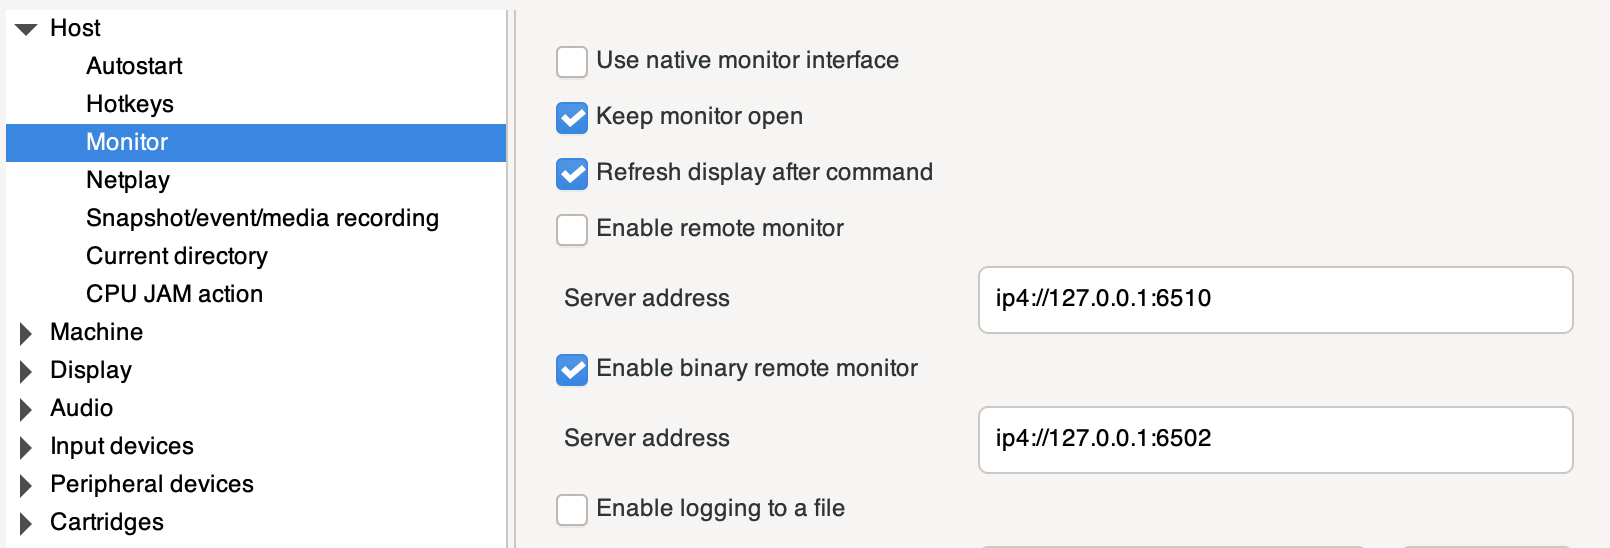 Host
Autostart
Hotkeys
Monitor
Netplay
Snapshot/event/media recording
Current directory
CPU JAM action
Machine
Display
Audio
Input devices
Peripheral devices
Cartridges
Use native monitor interface
Keep monitor open
Refresh display after command
Enable remote monitor
Server address ip4://127.0.0.1:6510
Enable binary remote monitor
Server address ip4://127.0.0.1:6502
Enable logging to a file